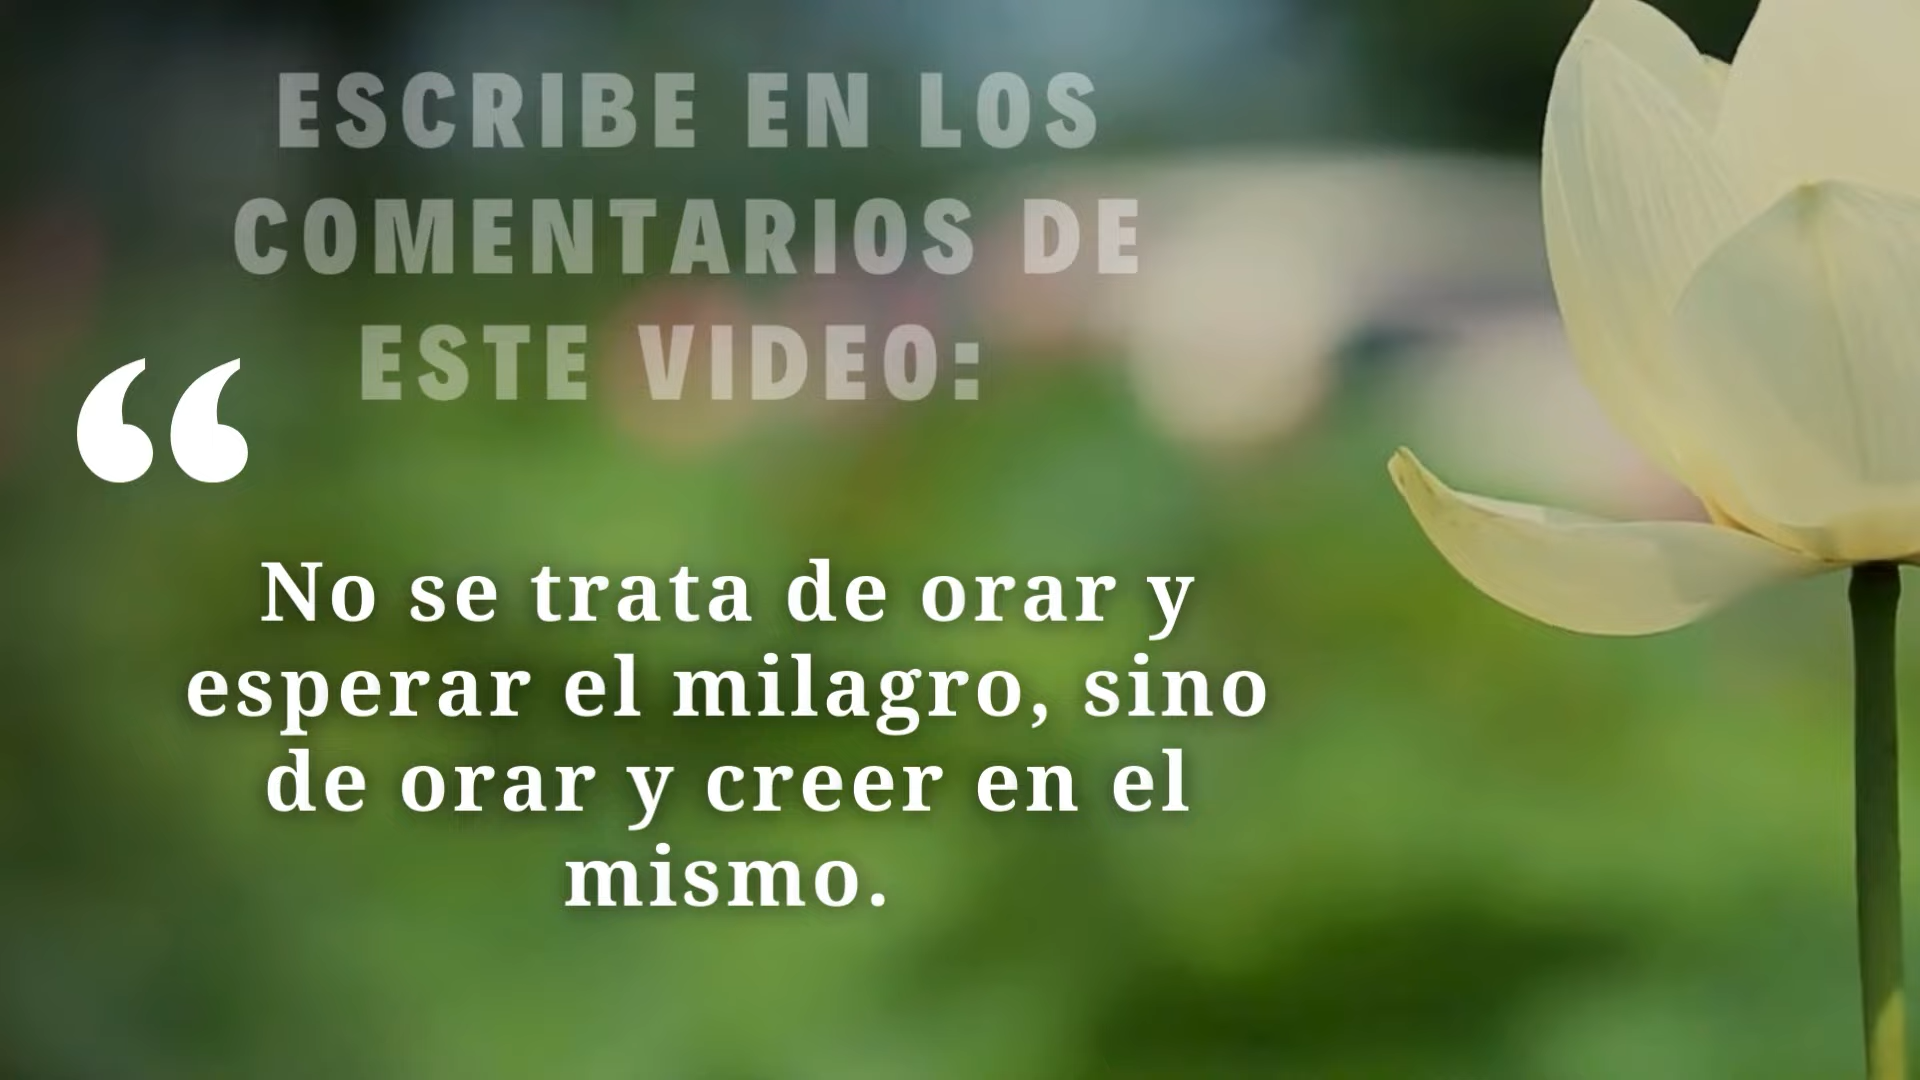 ESCRIBE EN LOS
COMENTARIOS DE
ESTE VIDEO:
“
No se trata de orar y
esperar el milagro, sino
de orar y creer en el
mismo.